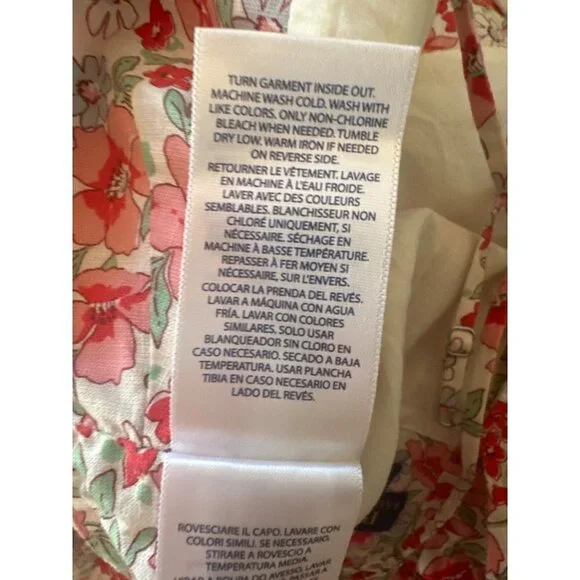 TURN GARMENT INSIDE OUT.
MACHINE WASH COLD. WASH WITH
LIKE COLORS. ONLY NON-CHLORINE
BLEACH WHEN NEEDED. TUMBLE
DRY LOW. WARM IRON IF NEEDED
ON REVERSE SIDE.
RETOURNER LE VÊTEMENT. LAVAGE
EN MACHINE À L'EAU FROIDE.
LAVER AVEC DES COULEURS
SEMBLABLES. BLANCHISSEUR NON
CHLORÉ UNIQUEMENT, SI
NÉCESSAIRE. SÉCHAGE EN
MACHINE À BASSE TEMPÉRATURE.
REPASSER À FER MOYEN SI
NÉCESSAIRE, SUR L'ENVERS.
COLOCAR LA PRENDA DEL REVÉS.
LAVAR A MÁQUINA CON AGUA
FRÍA. LAVAR CON COLORES
SIMILARES. SOLO USAR
BLANQUEADOR SIN CLORO EN
CASO NECESARIO. SECADO A BAJA
TEMPERATURA. USAR PLANCHA
TIBIA EN CASO NECESARIO EN
LADO DEL REVÉS.
ROVESCIARE IL CAPO. LAVARE CON
COLORI SIMILI. SE NECESSARIO,
STIRARE A ROVESCIO A
TEMPERATURA MEDIA.
VIRAR A ROUPA DO AVESSO. LAVAR